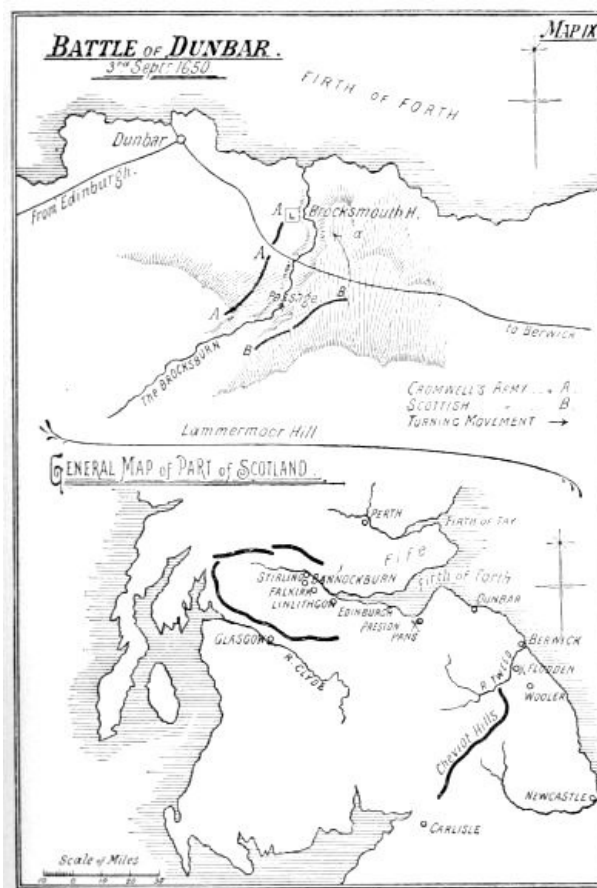 MAP IX
BATTLE OF DUNBAR.
3rd Septr 1650.
FIRTH OF FORTH
Dunbar
from Edinburgh.
A
Brocksmouth H.
a
A
Passage
B
A
B
The BROCKSBURN
to Berwick
CROMWELL'S ARMY . . . A.
SCOTTISH " . B.
TURNING MOVEMENT →
Lammermoor Hill
GENERAL MAP OF PART OF SCOTLAND.
PERTH
FIRTH OF TAY
Fife
STIRLING
BANNOCKBURN
Firth of Forth
FALKIRK
LINLITHGOW
EDINBURGH
DUNBAR
PRESTON
PANS
GLASGOW
R. CLYDE
BERWICK
R. TWEED
FLODDEN
WOOLER
Cheviot Hills
NEWCASTLE
CARLISLE
Scale of Miles
10